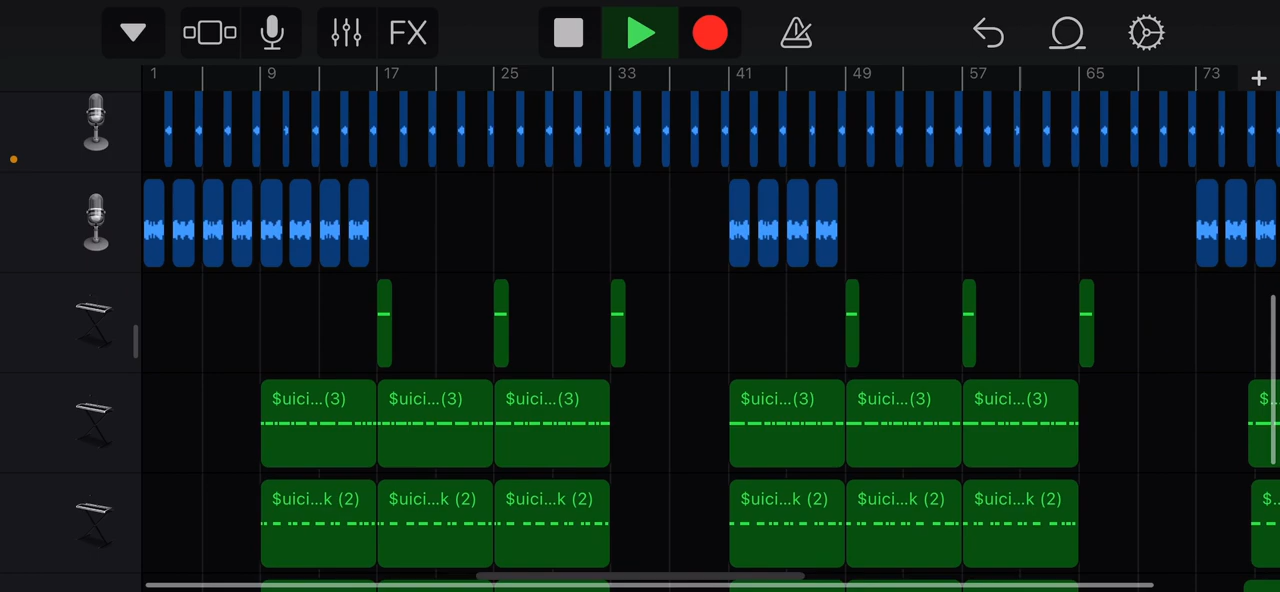 FX
1 9 17 25 33 41 49 57 65 73 +
$uici...(3) $uici...(3) $uici...(3) $uici...(3) $uici...(3) $uici...(3) $...
$uici...k (2) $uici...k (2) $uici...k (2) $uici...k (2) $uici...k (2) $uici...k (2) $...